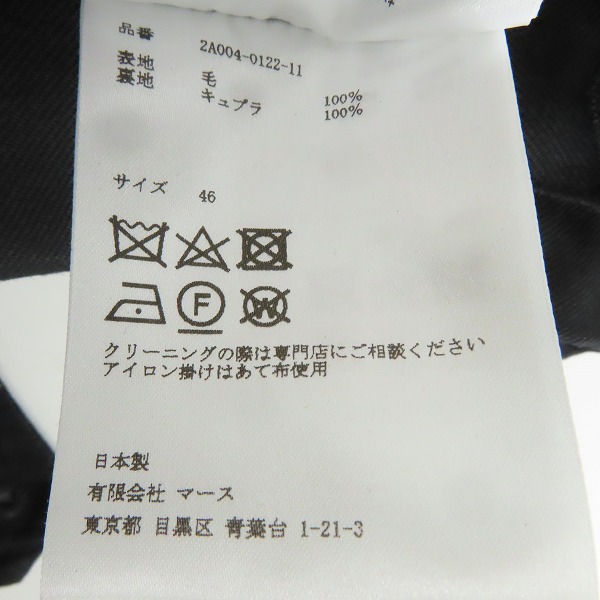 品番 2A004-0122-11
表地 毛 100%
裏地 キュプラ 100%
サイズ 46
F
W
クリーニングの際は専門店にご相談ください
アイロン掛けはあて布使用
日本製
有限会社 マース
東京都 目黒区 青葉台 1-21-3